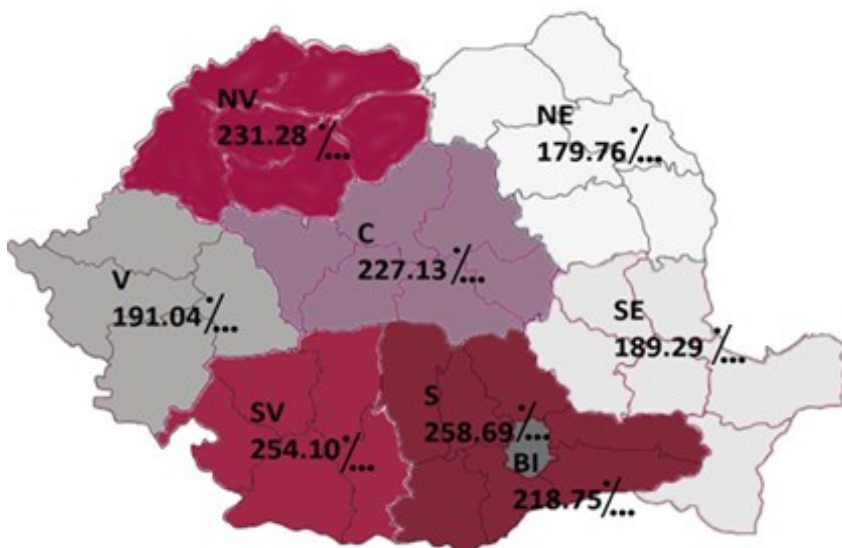 NV
231.28 °/...
NE
179.76 °/...
C
227.13 °/...
V
191.04 °/...
SE
189.29 °/...
SV
254.10 °/...
S
258.69 °/...
BI
218.75 °/...